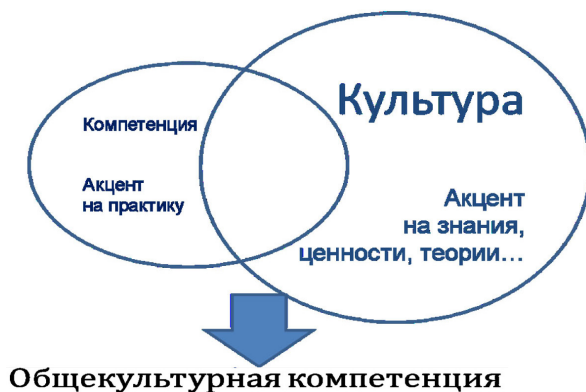 Компетенция
Акцент
на практику
Культура
Акцент
на знания,
ценности, теории...
Общекультурная компетенция